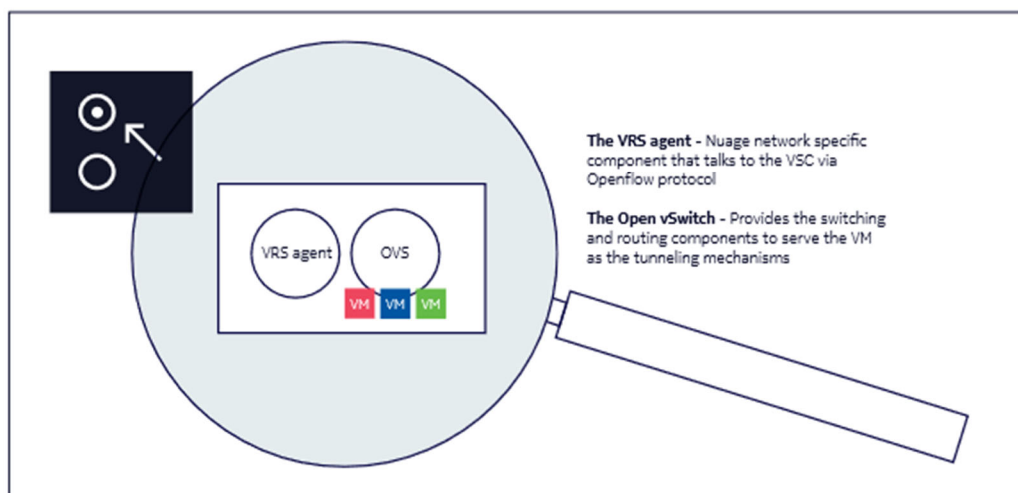 The VRS agent - Nuage network specific
component that talks to the VSC via
Openflow protocol
The Open vSwitch - Provides the switching
and routing components to serve the VM
as the tunneling mechanisms
VRS agent
OVS
VM
VM
VM